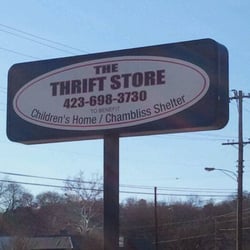 THE
THRIFT STORE
423-698-3730
TO BENEFIT
Children's Home / Chambliss Shelter